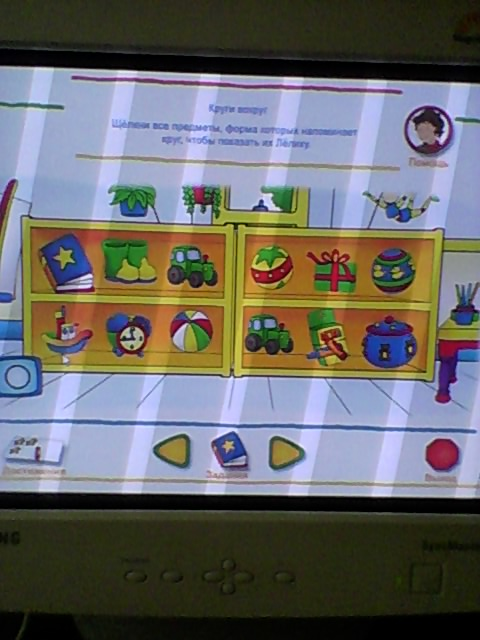 Круги вокруг
Щёлкни все предметы, форма которых напоминает
круг, чтобы показать их Лёлику.
Помощь
Задания
Выход